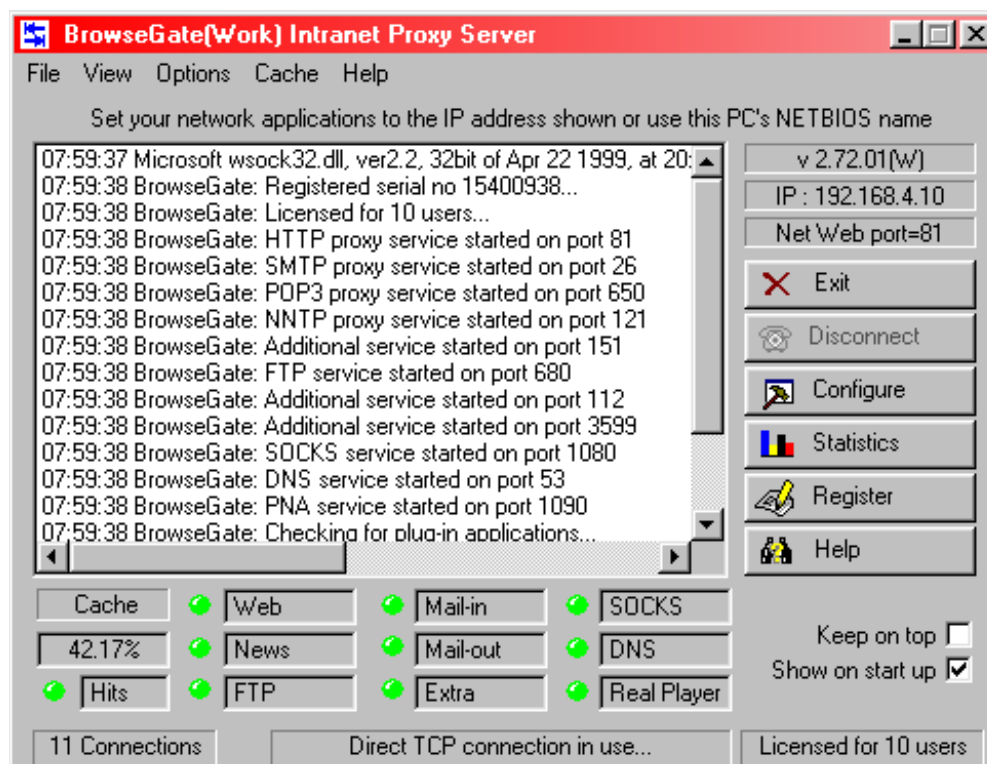 BrowseGate(Work) Intranet Proxy Server
File View Options Cache Help
Set your network applications to the IP address shown or use this PC's NETBIOS name
07:59:37 Microsoft wsock32.dll, ver2.2, 32bit of Apr 22 1999, at 20:
07:59:38 BrowseGate: Registered serial no 15400938...
07:59:38 BrowseGate: Licensed for 10 users...
07:59:38 BrowseGate: HTTP proxy service started on port 81
07:59:38 BrowseGate: SMTP proxy service started on port 26
07:59:38 BrowseGate: POP3 proxy service started on port 650
07:59:38 BrowseGate: NNTP proxy service started on port 121
07:59:38 BrowseGate: Additional service started on port 151
07:59:38 BrowseGate: FTP service started on port 680
07:59:38 BrowseGate: Additional service started on port 112
07:59:38 BrowseGate: Additional service started on port 3599
07:59:38 BrowseGate: SOCKS service started on port 1080
07:59:38 BrowseGate: DNS service started on port 53
07:59:38 BrowseGate: PNA service started on port 1090
07:59:38 BrowseGate: Checking for plug-in applications...
v 2.72.01(W)
IP : 192.168.4.10
Net Web port=81
Exit
Disconnect
Configure
Statistics
Register
Help
Cache Web Mail-in SOCKS
42.17% News Mail-out DNS
Hits FTP Extra Real Player
Keep on top
Show on start up
11 Connections Direct TCP connection in use... Licensed for 10 users